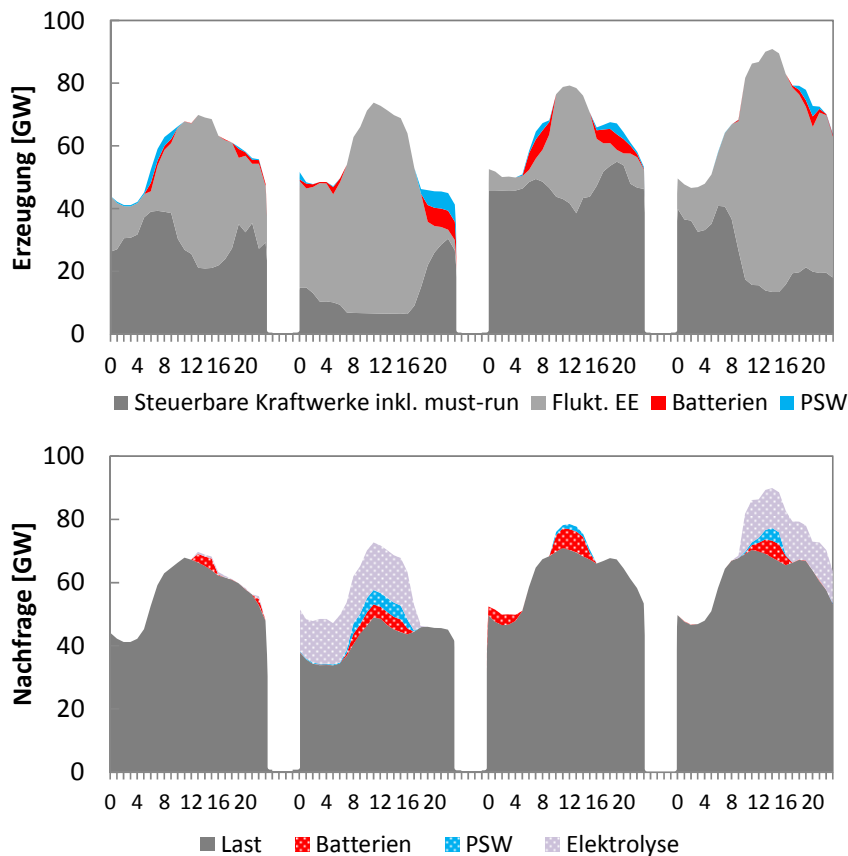 Erzeugung [GW]
100
80
60
40
20
0
0 4 8 12 16 20 0 4 8 12 16 20 0 4 8 12 16 20 0 4 8 12 16 20
Steuerbare Kraftwerke inkl. must-run Flukt. EE Batterien PSW
Nachfrage [GW]
100
80
60
40
20
0
0 4 8 12 16 20 0 4 8 12 16 20 0 4 8 12 16 20 0 4 8 12 16 20
Last Batterien PSW Elektrolyse